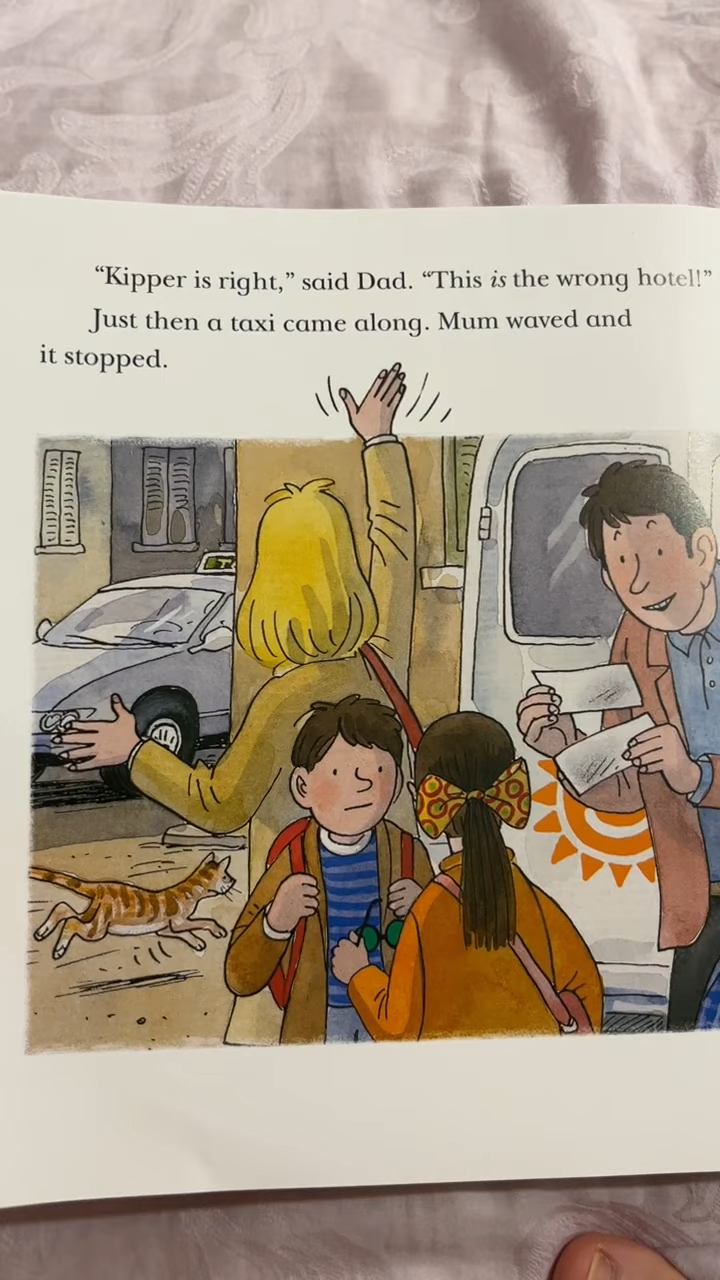 “Kipper is right,” said Dad. “This is the wrong hotel!”
Just then a taxi came along. Mum waved and
it stopped.